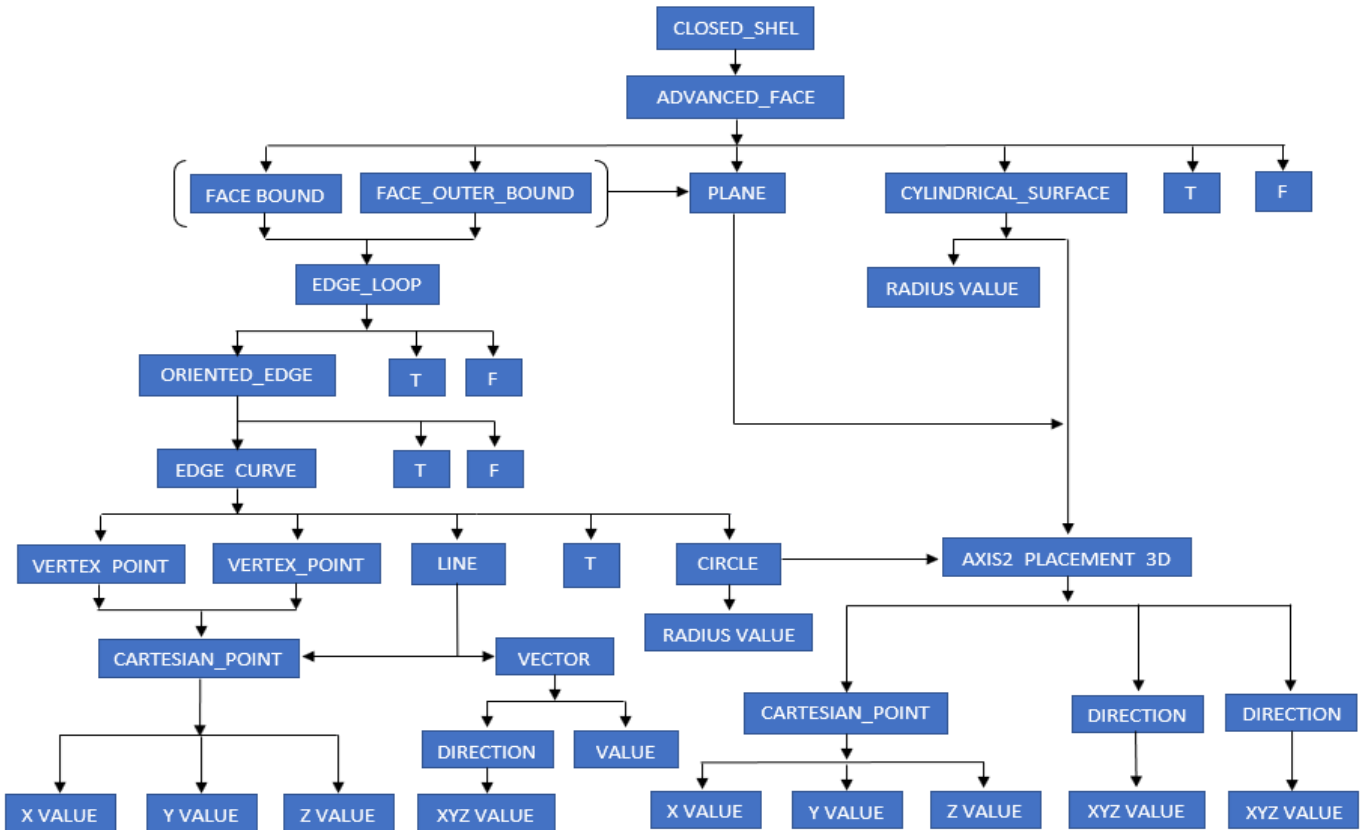 CLOSED_SHEL
ADVANCED_FACE
FACE BOUND
FACE_OUTER_BOUND
PLANE
CYLINDRICAL_SURFACE
T
F
EDGE_LOOP
RADIUS VALUE
ORIENTED_EDGE
T
F
EDGE CURVE
T
F
VERTEX POINT
VERTEX_POINT
LINE
T
CIRCLE
AXIS2 PLACEMENT 3D
RADIUS VALUE
CARTESIAN_POINT
VECTOR
CARTESIAN_POINT
DIRECTION
DIRECTION
DIRECTION
VALUE
X VALUE
Y VALUE
Z VALUE
XYZ VALUE
X VALUE
Y VALUE
Z VALUE
XYZ VALUE
XYZ VALUE